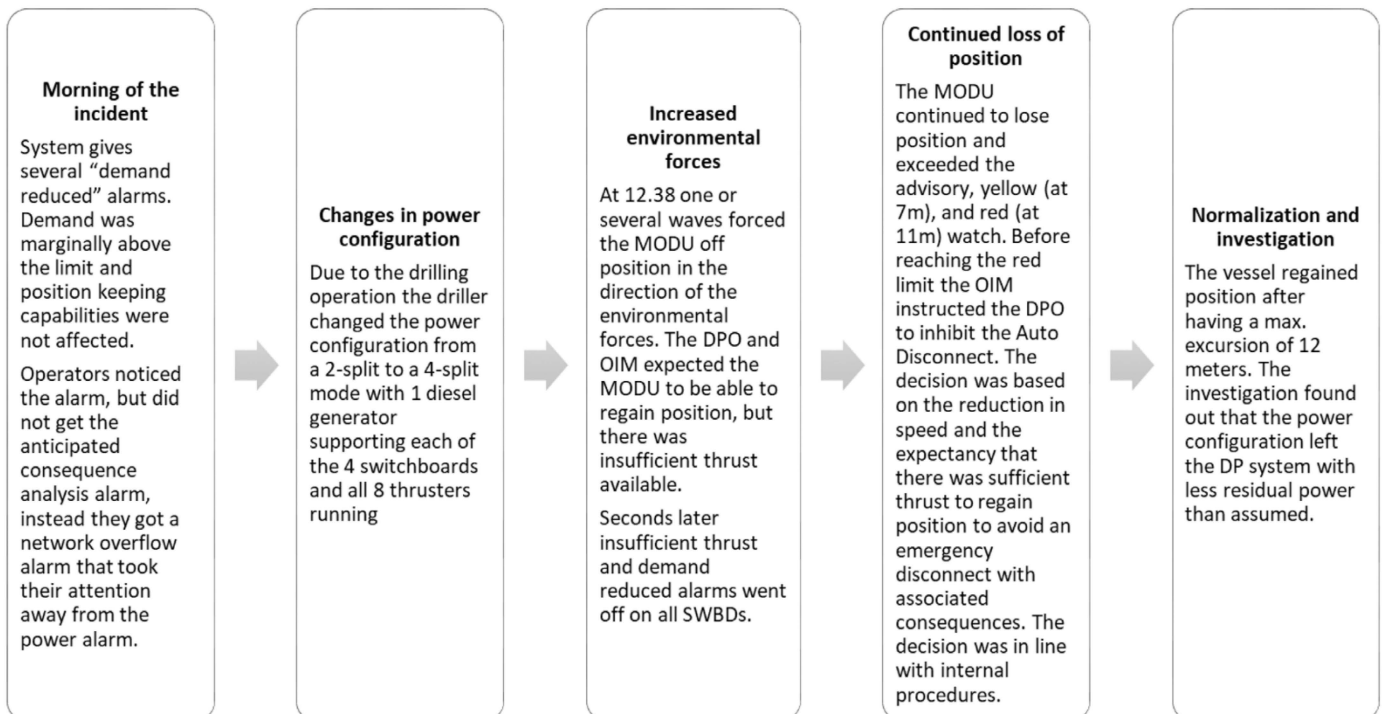 Morning of the
incident
System gives
several “demand
reduced” alarms.
Demand was
marginally above
the limit and
position keeping
capabilities were
not affected.
Operators noticed
the alarm, but did
not get the
anticipated
consequence
analysis alarm,
instead they got a
network overflow
alarm that took
their attention
away from the
power alarm.
Changes in power
configuration
Due to the drilling
operation the driller
changed the power
configuration from
a 2-split to a 4-split
mode with 1 diesel
generator
supporting each of
the 4 switchboards
and all 8 thrusters
running
Increased
environmental
forces
At 12.38 one or
several waves forced
the MODU off
position in the
direction of the
environmental
forces. The DPO and
OIM expected the
MODU to be able to
regain position, but
there was
insufficient thrust
available.
Seconds later
insufficient thrust
and demand
reduced alarms went
off on all SWBDs.
Continued loss of
position
The MODU
continued to lose
position and
exceeded the
advisory, yellow (at
7m), and red (at
11m) watch. Before
reaching the red
limit the OIM
instructed the DPO
to inhibit the Auto
Disconnect. The
decision was based
on the reduction in
speed and the
expectancy that
there was sufficient
thrust to regain
position to avoid an
emergency
disconnect with
associated
consequences. The
decision was in line
with internal
procedures.
Normalization and
investigation
The vessel regained
position after
having a max.
excursion of 12
meters. The
investigation found
out that the power
configuration left
the DP system with
less residual power
than assumed.